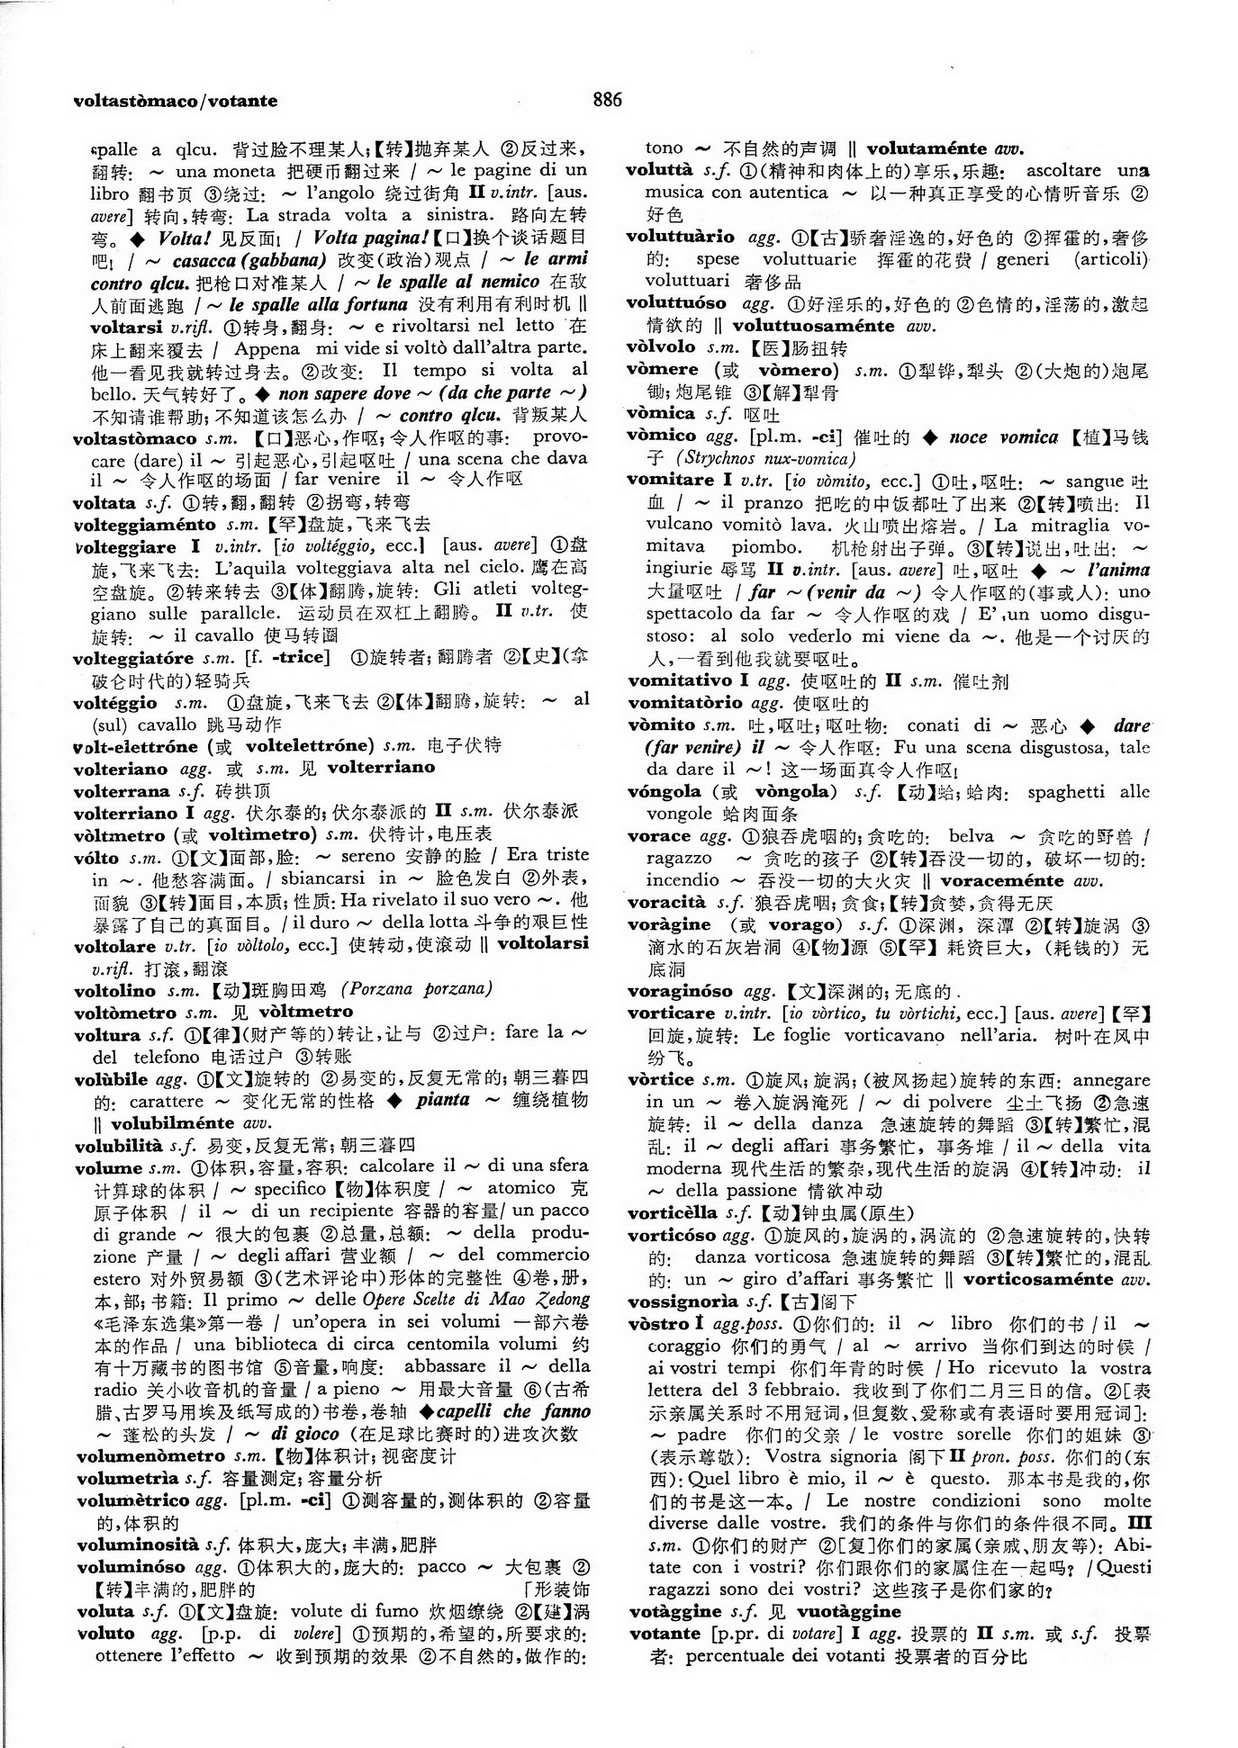 voltastòmaco/votante
886
spalle a qlcu. 背过脸不理某人;【转】抛弃某人 ②反过来,
翻转: ～ una moneta 把硬币翻过来 / ～ le pagine di un
libro 翻书页 ③绕过: ～ l'angolo 绕过街角 II v.intr. [aus.
avere] 转向,转弯: La strada volta a sinistra. 路向左转
弯。◆ Volta! 见反面! / Volta pagina!【口】换个谈话题目
吧! / ～ casacca (gabbana) 改变(政治)观点 / ～ le armi
contro qlcu. 把枪口对准某人 / ～ le spalle al nemico 在敌
人前面逃跑 / ～ le spalle alla fortuna 没有利用有利时机 ‖
voltarsi v.rifl. ①转身,翻身: ～ e rivoltarsi nel letto 在
床上翻来覆去 / Appena mi vide si voltò dall'altra parte.
他一看见我就转过身去。②改变: Il tempo si volta al
bello. 天气转好了。◆ non sapere dove ～ (da che parte ～)
不知请谁帮助; 不知道该怎么办 / ～ contro qlcu. 背叛某人
voltastòmaco s.m. 【口】恶心,作呕; 令人作呕的事: provo-
care (dare) il ～ 引起恶心,引起呕吐 / una scena che dava
il ～ 令人作呕的场面 / far venire il ～ 令人作呕
voltata s.f. ①转,翻,翻转 ②拐弯,转弯
volteggiaménto s.m. 【罕】盘旋,飞来飞去
volteggiare I v.intr. [io voltéggio, ecc.] [aus. avere] ①盘
旋,飞来飞去: L'aquila volteggiava alta nel cielo. 鹰在高
空盘旋。②转来转去 ③【体】翻腾,旋转: Gli atleti volteg-
giano sulle parallele. 运动员在双杠上翻腾。 II v.tr. 使
旋转: ～ il cavallo 使马转圈
volteggiatóre s.m. [f. -trice] ①旋转者; 翻腾者 ②【史】(拿
破仑时代的)轻骑兵
voltéggio s.m. ①盘旋,飞来飞去 ②【体】翻腾,旋转: ～ al
(sul) cavallo 跳马动作
volt-elettróne (或 voltelettróne) s.m. 电子伏特
volteriano agg. 或 s.m. 见 volterriano
volterrana s.f. 砖拱顶
volterriano I agg. 伏尔泰的; 伏尔泰派的 II s.m. 伏尔泰派
vòltmetro (或 voltìmetro) s.m. 伏特计,电压表
vólto s.m. ①【文】面部,脸: ～ sereno 安静的脸 / Era triste
in ～. 他愁容满面。/ sbiancarsi in ～ 脸色发白 ②外表,
面貌 ③【转】面目,本质; 性质: Ha rivelato il suo vero ～. 他
暴露了自己的真面目。/ il duro ～ della lotta 斗争的艰巨性
voltolare v.tr. [io vòltolo, ecc.] 使转动,使滚动 ‖ voltolarsi
v.rifl. 打滚,翻滚
voltolino s.m. 【动】斑胸田鸡 (Porzana porzana)
voltòmetro s.m. 见 vòltmetro
voltura s.f. ①【律】(财产等的)转让,让与 ②过户: fare la ～
del telefono 电话过户 ③转账
volùbile agg. ①【文】旋转的 ②易变的,反复无常的; 朝三暮四
的: carattere ～ 变化无常的性格 ◆ pianta ～ 缠绕植物
‖ volubilménte avv.
volubilità s.f. 易变,反复无常; 朝三暮四
volume s.m. ①体积,容量,容积: calcolare il ～ di una sfera
计算球的体积 / ～ specifico【物】体积度 / ～ atomico 克
原子体积 / il ～ di un recipiente 容器的容量/ un pacco
di grande ～ 很大的包裹 ②总量,总额: ～ della produ-
zione 产量 / ～ degli affari 营业额 / ～ del commercio
estero 对外贸易额 ③(艺术评论中)形体的完整性 ④卷,册,
本,部; 书籍: Il primo ～ delle Opere Scelte di Mao Zedong
《毛泽东选集》第一卷 / un'opera in sei volumi 一部六卷
本的作品 / una biblioteca di circa centomila volumi 约
有十万藏书的图书馆 ⑤音量,响度: abbassare il ～ della
radio 关小收音机的音量 / a pieno ～ 用最大音量 ⑥(古希
腊、古罗马用埃及纸写成的)书卷,卷轴 ◆capelli che fanno
～ 蓬松的头发 / ～ di gioco (在足球比赛时的)进攻次数
volumenòmetro s.m. 【物】体积计; 视密度计
volumetrìa s.f. 容量测定; 容量分析
volumètrico agg. [pl.m. -ci] ①测容量的,测体积的 ②容量
的,体积的
voluminosità s.f. 体积大,庞大; 丰满,肥胖
voluminóso agg. ①体积大的,庞大的: pacco ～ 大包裹 ②
【转】丰满的,肥胖的 「形装饰
voluta s.f. ①【文】盘旋: volute di fumo 炊烟缭绕 ②【建】涡
voluto agg. [p.p. di volere] ①预期的,希望的,所要求的:
ottenere l'effetto ～ 收到预期的效果 ②不自然的,做作的:
tono ～ 不自然的声调 ‖ volutaménte avv.
voluttà s.f. ①(精神和肉体上的)享乐,乐趣: ascoltare una
musica con autentica ～ 以一种真正享受的心情听音乐 ②
好色
voluttuàrio agg. ①【古】骄奢淫逸的,好色的 ②挥霍的,奢侈
的: spese voluttuarie 挥霍的花费 / generi (articoli)
voluttuari 奢侈品
voluttuóso agg. ①好淫乐的,好色的 ②色情的,淫荡的,激起
情欲的 ‖ voluttuosaménte avv.
vòlvolo s.m. 【医】肠扭转
vòmere (或 vòmero) s.m. ①犁铧,犁头 ②(大炮的)炮尾
锄; 炮尾锥 ③【解】犁骨
vòmica s.f. 呕吐
vòmico agg. [pl.m. -ci] 催吐的 ◆ noce vomica 【植】马钱
子 (Strychnos nux-vomica)
vomitare I v.tr. [io vòmito, ecc.] ①吐,呕吐: ～ sangue 吐
血 / ～ il pranzo 把吃的中饭都吐了出来 ②【转】喷出: Il
vulcano vomitò lava. 火山喷出熔岩。/ La mitraglia vo-
mitava piombo. 机枪射出子弹。③【转】说出,吐出: ～
ingiurie 辱骂 II v.intr. [aus. avere] 吐,呕吐 ◆ ～ l'anima
大量呕吐 / far ～ (venir da ～) 令人作呕的(事或人): uno
spettacolo da far ～ 令人作呕的戏 / E' un uomo disgu-
stoso: al solo vederlo mi viene da ～. 他是一个讨厌的
人,一看到他我就要呕吐。
vomitativo I agg. 使呕吐的 II s.m. 催吐剂
vomitatòrio agg. 使呕吐的
vòmito s.m. 吐,呕吐; 呕吐物: conati di ～ 恶心 ◆ dare
(far venire) il ～ 令人作呕: Fu una scena disgustosa, tale
da dare il ～! 这一场面真令人作呕!
vóngola (或 vòngola) s.f. 【动】蛤; 蛤肉: spaghetti alle
vongole 蛤肉面条
vorace agg. ①狼吞虎咽的; 贪吃的: belva ～ 贪吃的野兽 /
ragazzo ～ 贪吃的孩子 ②【转】吞没一切的, 破坏一切的:
incendio ～ 吞没一切的大火灾 ‖ voraceménte avv.
voracità s.f. 狼吞虎咽; 贪食;【转】贪婪,贪得无厌
voràgine (或 vorago) s.f. ①深渊, 深潭 ②【转】旋涡 ③
滴水的石灰岩洞 ④【物】源 ⑤【罕】耗资巨大, (耗钱的) 无
底洞
voraginóso agg. 【文】深渊的; 无底的.
vorticare v.intr. [io vòrtico, tu vòrtichi, ecc.] [aus. avere]【罕】
回旋,旋转: Le foglie vorticavano nell'aria. 树叶在风中
纷飞。
vòrtice s.m. ①旋风; 旋涡; (被风扬起)旋转的东西: annegare
in un ～ 卷入旋涡淹死 / ～ di polvere 尘土飞扬 ②急速
旋转: il ～ della danza 急速旋转的舞蹈 ③【转】繁忙,混
乱: il ～ degli affari 事务繁忙, 事务堆 / il ～ della vita
moderna 现代生活的繁杂,现代生活的旋涡 ④【转】冲动: il
～ della passione 情欲冲动
vorticèlla s.f. 【动】钟虫属(原生)
vorticóso agg. ①旋风的,旋涡的,涡流的 ②急速旋转的,快转
的: danza vorticosa 急速旋转的舞蹈 ③【转】繁忙的,混乱
的: un ～ giro d'affari 事务繁忙 ‖ vorticosaménte avv.
vossignorìa s.f. 【古】阁下
vòstro I agg.poss. ①你们的: il ～ libro 你们的书 / il ～
coraggio 你们的勇气 / al ～ arrivo 当你们到达的时候 /
ai vostri tempi 你们年青的时候 / Ho ricevuto la vostra
lettera del 3 febbraio. 我收到了你们二月三日的信。②[表
示亲属关系时不用冠词,但复数、爱称或有表语时要用冠词]:
～ padre 你们的父亲 / le vostre sorelle 你们的姐妹 ③
(表示尊敬): Vostra signoria 阁下 II pron. poss. 你们的(东
西): Quel libro è mio, il ～ è questo. 那本书是我的,你
们的书是这一本。/ Le nostre condizioni sono molte
diverse dalle vostre. 我们的条件与你们的条件很不同。III
s.m. ①你们的财产 ②[复]你们的家属(亲戚、朋友等): Abi-
tate con i vostri? 你们跟你们的家属住在一起吗? / Questi
ragazzi sono dei vostri? 这些孩子是你们家的?
votàggine s.f. 见 vuotàggine
votante [p.pr. di votare] I agg. 投票的 II s.m. 或 s.f. 投票
者: percentuale dei votanti 投票者的百分比